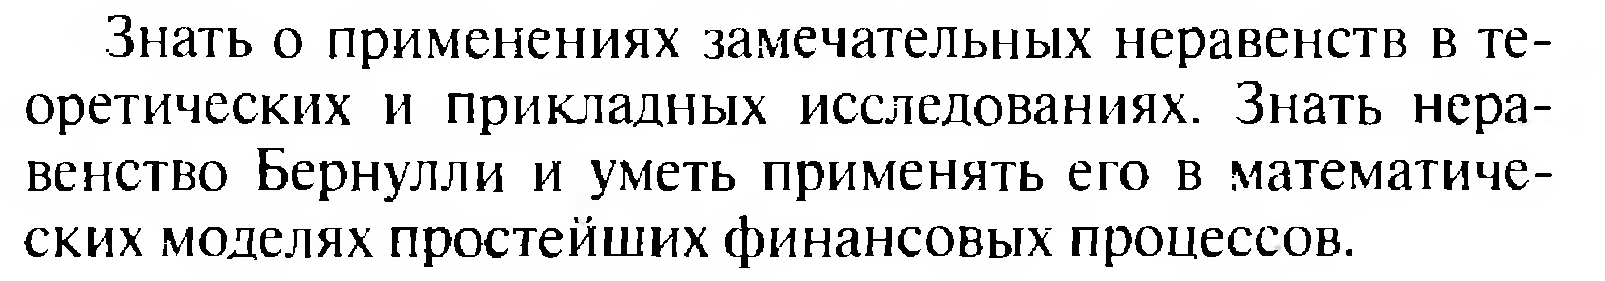 Знать о применениях замечательных неравенств в те-
оретических и прикладных исследованиях. Знать нера-
венство Бернулли и уметь применять его в математиче-
ских моделях простейших финансовых процессов.